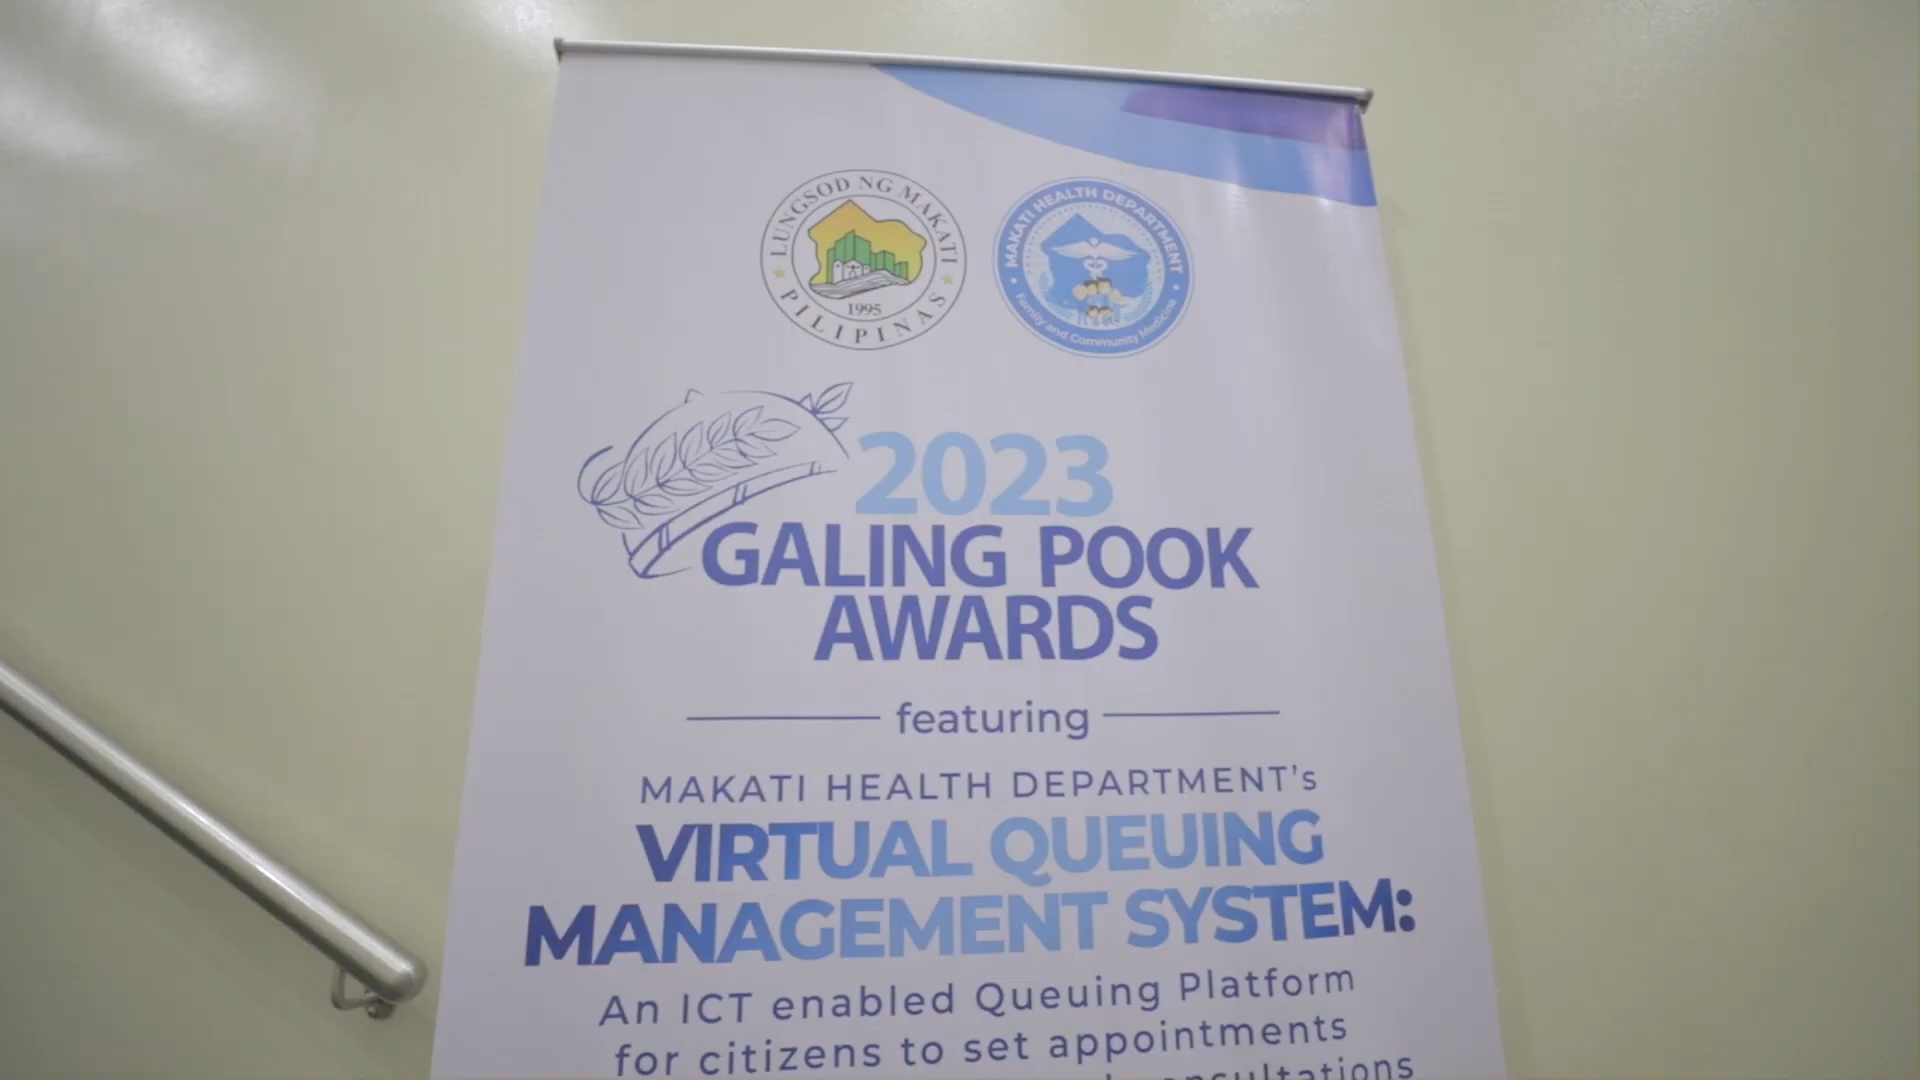 LUNGSOD NG MAKATI
PILIPINAS
1995
MAKATI HEALTH DEPARTMENT
Family and Community Medicine
2023
GALING POOK
AWARDS
featuring
MAKATI HEALTH DEPARTMENT's
VIRTUAL QUEUING
MANAGEMENT SYSTEM:
An ICT enabled Queuing Platform
for citizens to set appointments
consultations